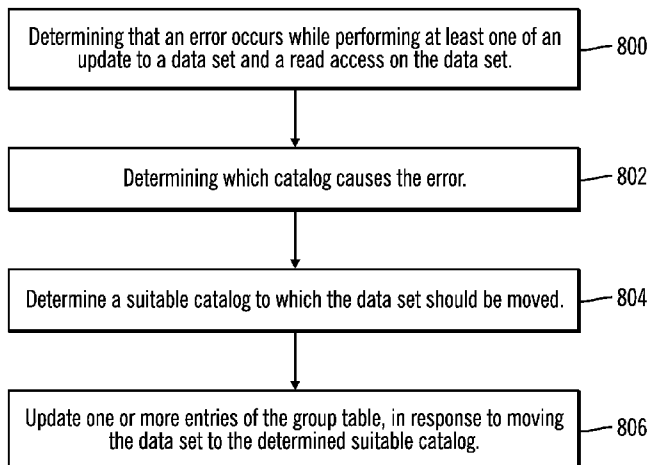 Determining that an error occurs while performing at least one of an
update to a data set and a read access on the data set.
800
Determining which catalog causes the error.
802
Determine a suitable catalog to which the data set should be moved.
804
Update one or more entries of the group table, in response to moving
the data set to the determined suitable catalog.
806